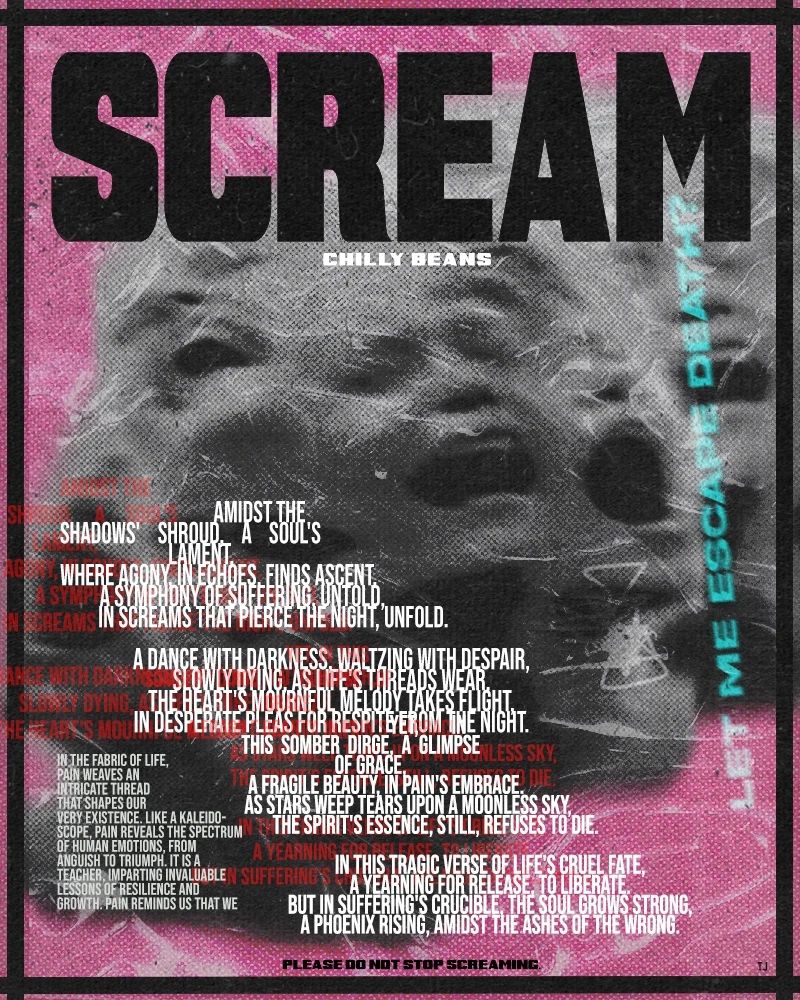 SCREAM
CHILLY BEANS
LET ME ESCAPE DEATH?
AMIDST THE
SHADOWS' SHROUD, A SOUL'S
LAMENT,
WHERE AGONY, IN ECHOES, FINDS ASCENT,
A SYMPHONY OF SUFFERING, UNTOLD,
IN SCREAMS THAT PIERCE THE NIGHT, UNFOLD.
A DANCE WITH DARKNESS, WALTZING WITH DESPAIR,
SLOWLY DYING, AS LIFE'S THREADS WEAR,
THE HEART'S MOURNFUL MELODY TAKES FLIGHT,
IN DESPERATE PLEAS FOR RESPITE FROM THE NIGHT.
THIS SOMBER DIRGE, A GLIMPSE
OF GRACE,
A FRAGILE BEAUTY, IN PAIN'S EMBRACE.
AS STARS WEEP TEARS UPON A MOONLESS SKY,
THE SPIRIT'S ESSENCE, STILL, REFUSES TO DIE.
IN THIS TRAGIC VERSE OF LIFE'S CRUEL FATE,
A YEARNING FOR RELEASE, TO LIBERATE,
BUT IN SUFFERING'S CRUCIBLE, THE SOUL GROWS STRONG,
A PHOENIX RISING, AMIDST THE ASHES OF THE WRONG.
IN THE FABRIC OF LIFE,
PAIN WEAVES AN
INTRICATE THREAD
THAT SHAPES OUR
VERY EXISTENCE. LIKE A KALEIDO-
SCOPE, PAIN REVEALS THE SPECTRUM
OF HUMAN EMOTIONS, FROM
ANGUISH TO TRIUMPH. IT IS A
TEACHER, IMPARTING INVALUABLE
LESSONS OF RESILIENCE AND
GROWTH. PAIN REMINDS US THAT WE
PLEASE DO NOT STOP SCREAMING.
TJ